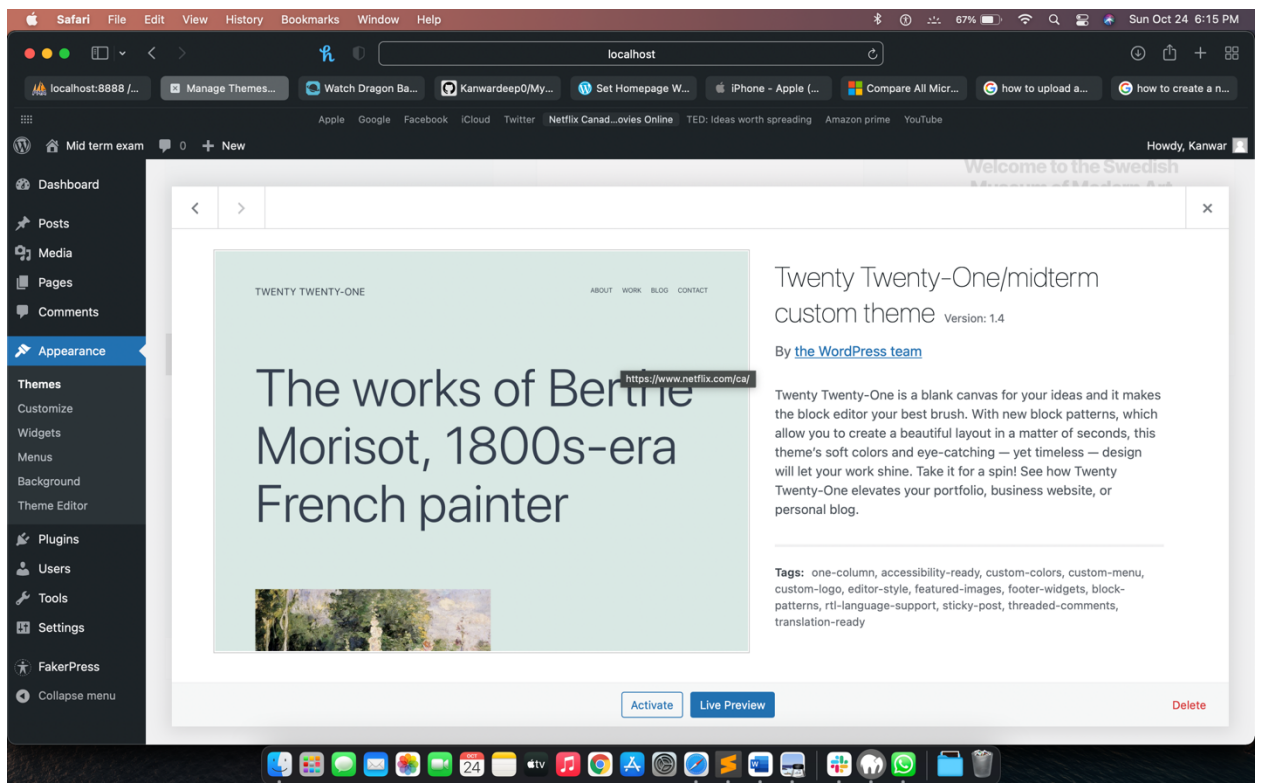 Safari File Edit View History Bookmarks Window Help 67% Sun Oct 24 6:15 PM
localhost
localhost:8888 /... Manage Themes... Watch Dragon Ba... Kanwardeep0/My... Set Homepage W... iPhone - Apple (... Compare All Micr... how to upload a... how to create a n...
Apple Google Facebook iCloud Twitter Netflix Canad...ovies Online TED: Ideas worth spreading Amazon prime YouTube
Mid term exam 0 + New Howdy, Kanwar
Welcome to the Swedish
Museum of Modern Art
Dashboard
Posts
Media
Pages
Comments
Appearance
Themes
Customize
Widgets
Menus
Background
Theme Editor
Plugins
Users
Tools
Settings
FakerPress
Collapse menu
TWENTY TWENTY-ONE
ABOUT WORK BLOG CONTACT
The works of Berthe
Morisot, 1800s-era
French painter
https://www.netflix.com/ca/
Twenty Twenty-One/midterm
custom theme Version: 1.4
By the WordPress team
Twenty Twenty-One is a blank canvas for your ideas and it makes
the block editor your best brush. With new block patterns, which
allow you to create a beautiful layout in a matter of seconds, this
theme's soft colors and eye-catching — yet timeless — design
will let your work shine. Take it for a spin! See how Twenty
Twenty-One elevates your portfolio, business website, or
personal blog.
Tags: one-column, accessibility-ready, custom-colors, custom-menu,
custom-logo, editor-style, featured-images, footer-widgets, block-
patterns, rtl-language-support, sticky-post, threaded-comments,
translation-ready
Activate Live Preview Delete
OCT
24
tv